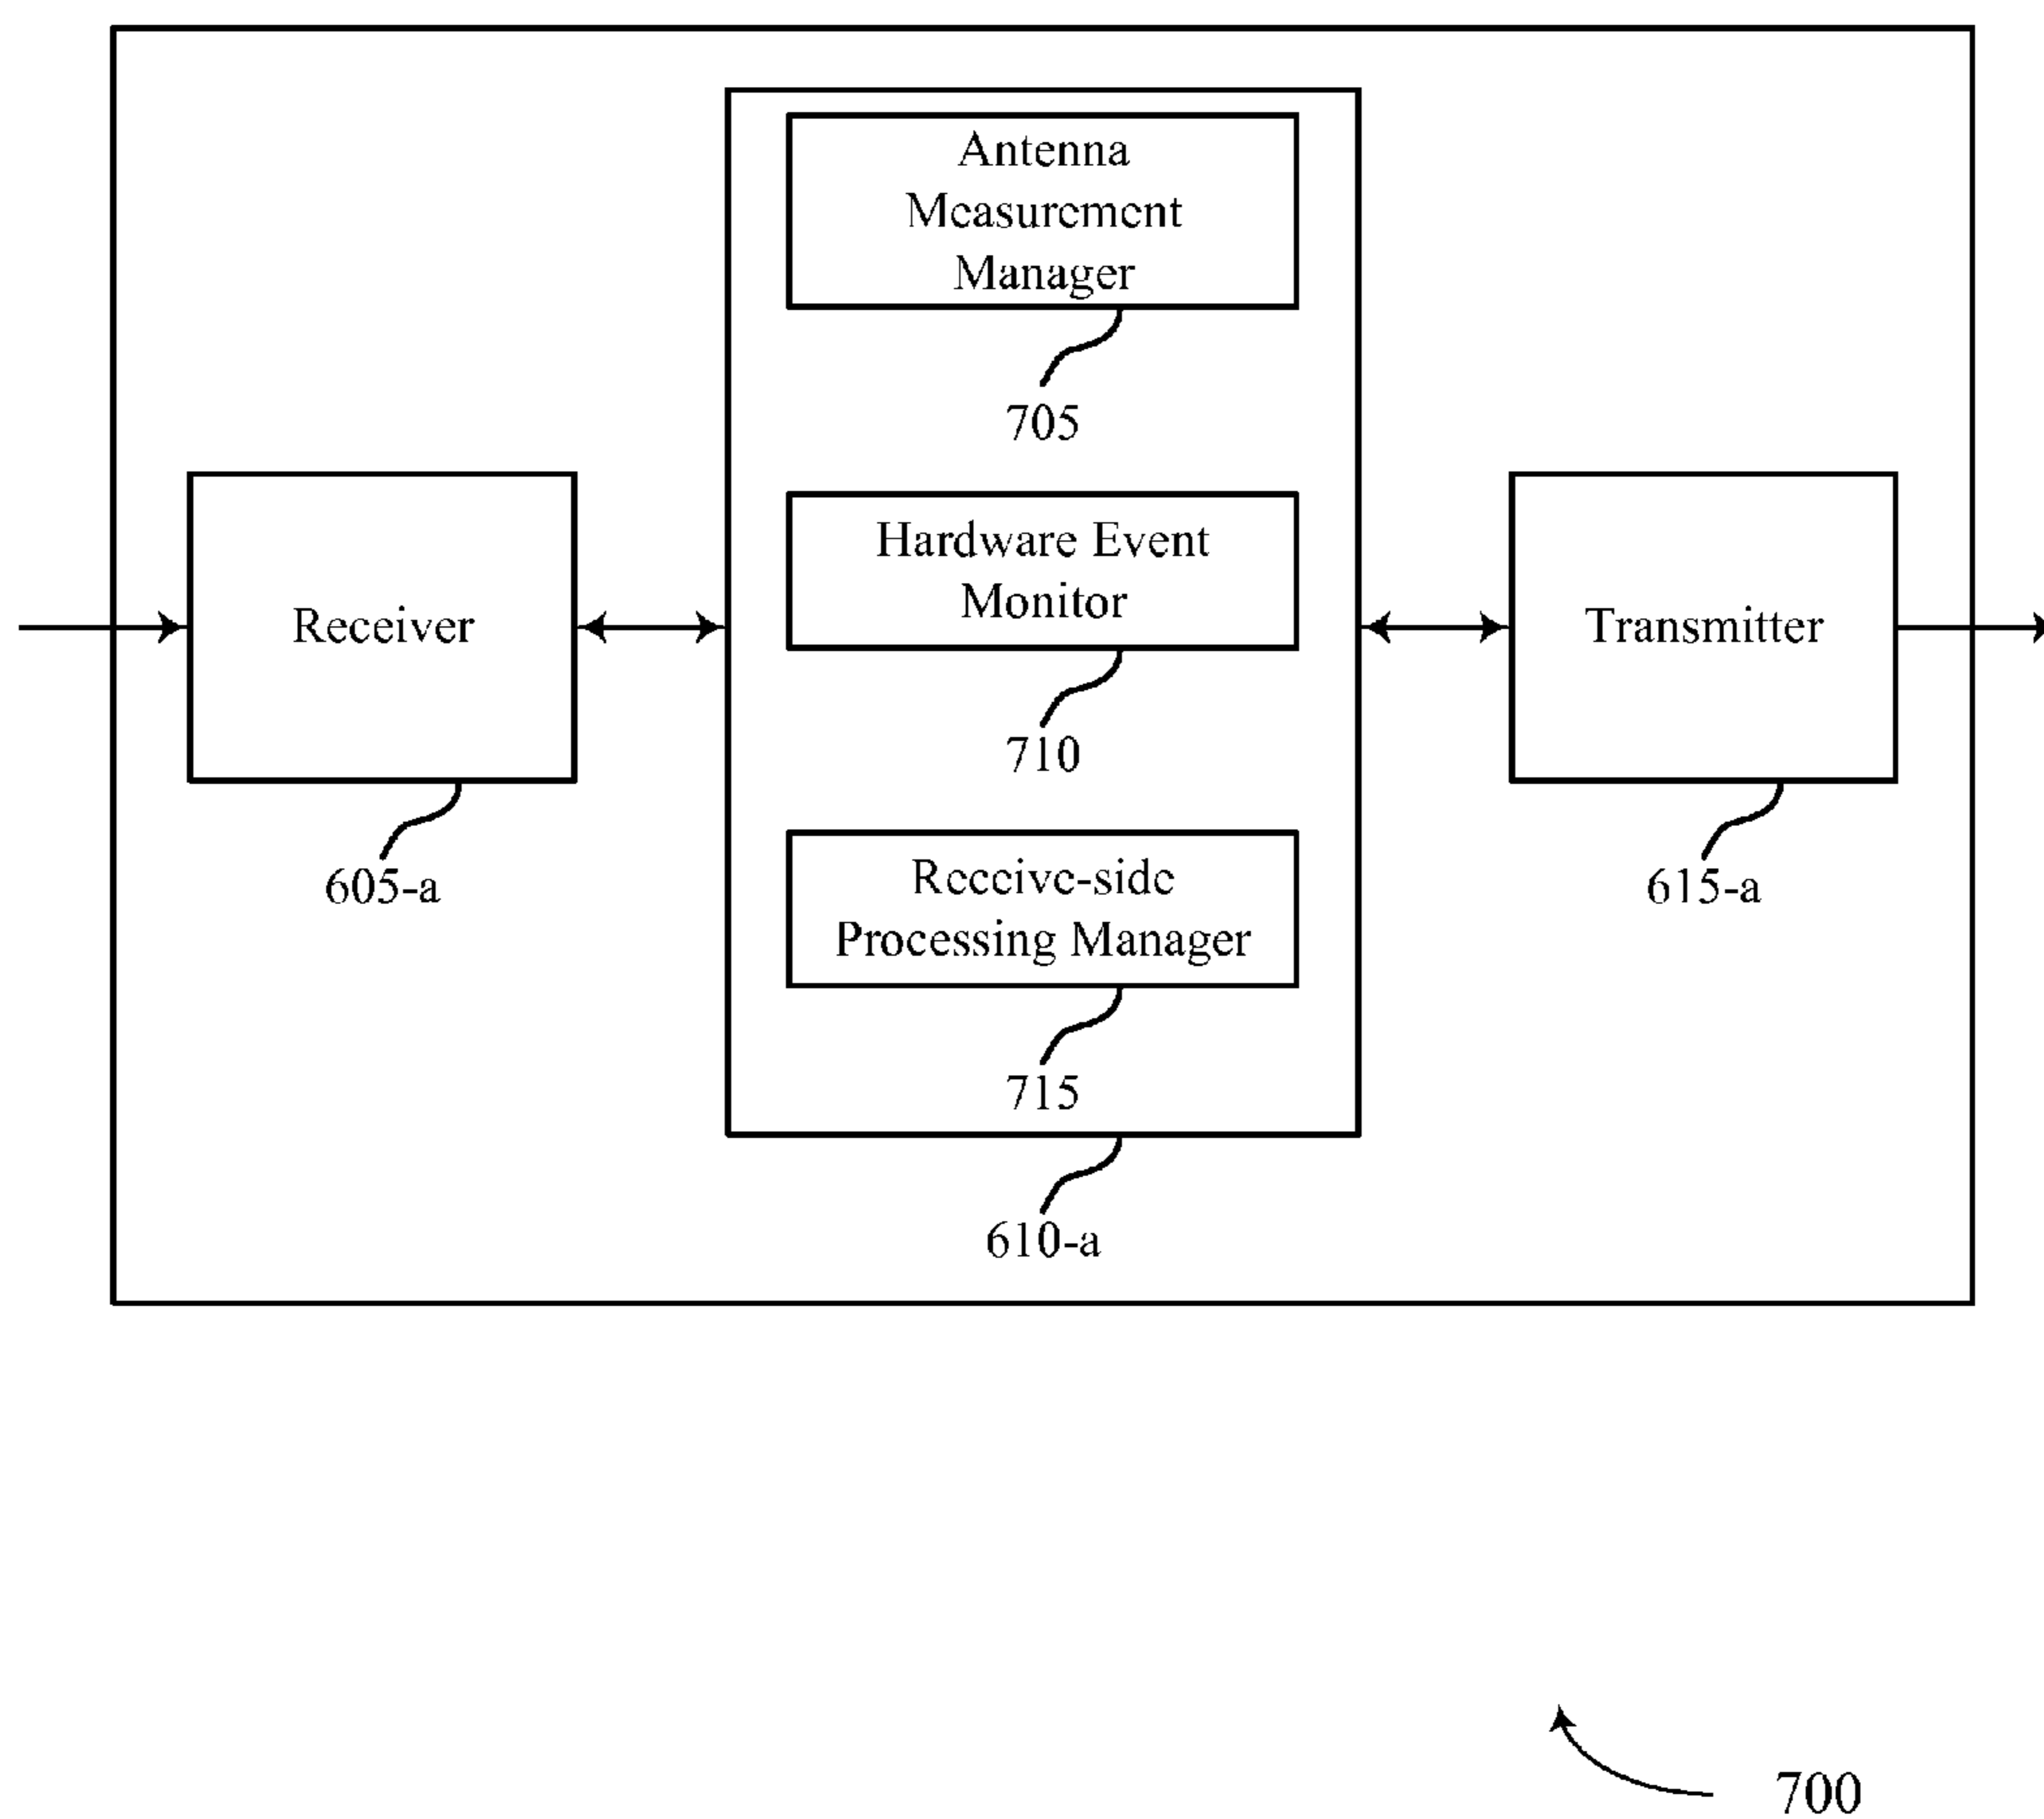 Antenna
Measurement
Manager
705
Hardware Event
Monitor
710
Receive-side
Processing Manager
715
610-a
Receiver
605-a
Transmitter
615-a
700